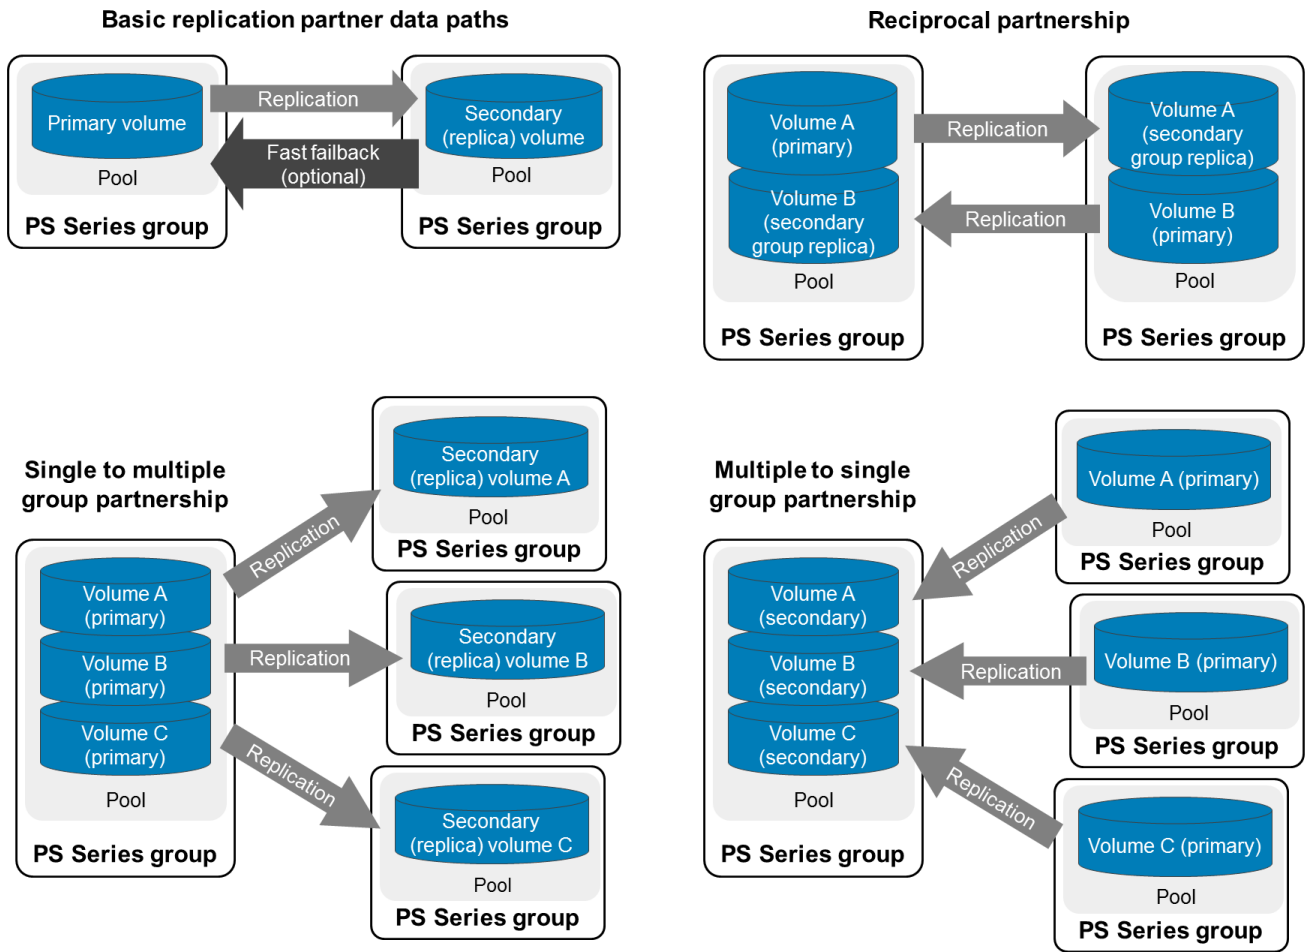 Basic replication partner data paths
Primary volume
Pool
PS Series group
Replication
Fast failback
(optional)
Secondary
(replica) volume
Pool
PS Series group
Reciprocal partnership
Volume A
(primary)
Volume B
(secondary
group replica)
Pool
PS Series group
Replication
Replication
Volume A
(secondary
group replica)
Volume B
(primary)
Pool
PS Series group
Single to multiple
group partnership
Volume A
(primary)
Volume B
(primary)
Volume C
(primary)
Pool
PS Series group
Replication
Replication
Replication
Secondary
(replica) volume A
Pool
PS Series group
Secondary
(replica) volume B
Pool
PS Series group
Secondary
(replica) volume C
Pool
PS Series group
Multiple to single
group partnership
Volume A
(secondary)
Volume B
(secondary)
Volume C
(secondary)
Pool
PS Series group
Replication
Replication
Replication
Volume A (primary)
Pool
PS Series group
Volume B (primary)
Pool
PS Series group
Volume C (primary)
Pool
PS Series group